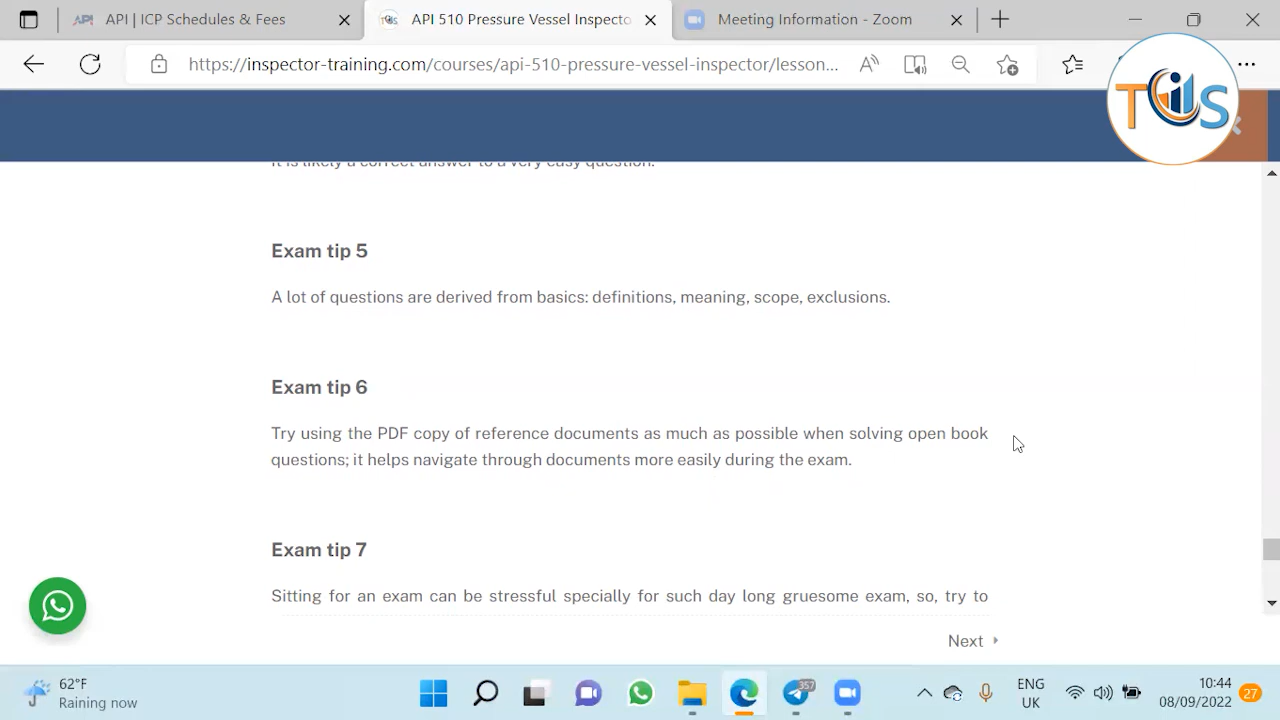 API | ICP Schedules & Fees
API 510 Pressure Vessel Inspecto
Meeting Information - Zoom
https://inspector-training.com/courses/api-510-pressure-vessel-inspector/lesson...
TIS
It is likely a correct answer to a very easy question.
Exam tip 5
A lot of questions are derived from basics: definitions, meaning, scope, exclusions.
Exam tip 6
Try using the PDF copy of reference documents as much as possible when solving open book
questions; it helps navigate through documents more easily during the exam.
Exam tip 7
Sitting for an exam can be stressful specially for such day long gruesome exam, so, try to
Next
62°F
Raining now
357
ENG
UK
10:44
08/09/2022
27